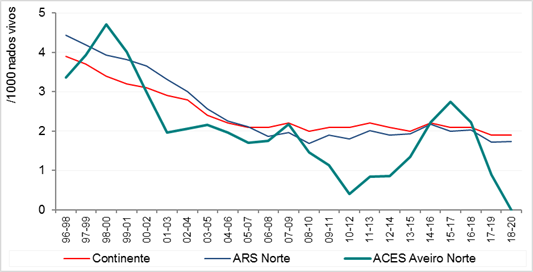 /1000 nados vivos
5
4
3
2
1
0
96-98 97-99 98-00 99-01 00-02 01-03 02-04 03-05 04-06 05-07 06-08 07-09 08-10 09-11 10-12 11-13 12-14 13-15 14-16 15-17 16-18 17-19 18-20
Continente ARS Norte ACES Aveiro Norte